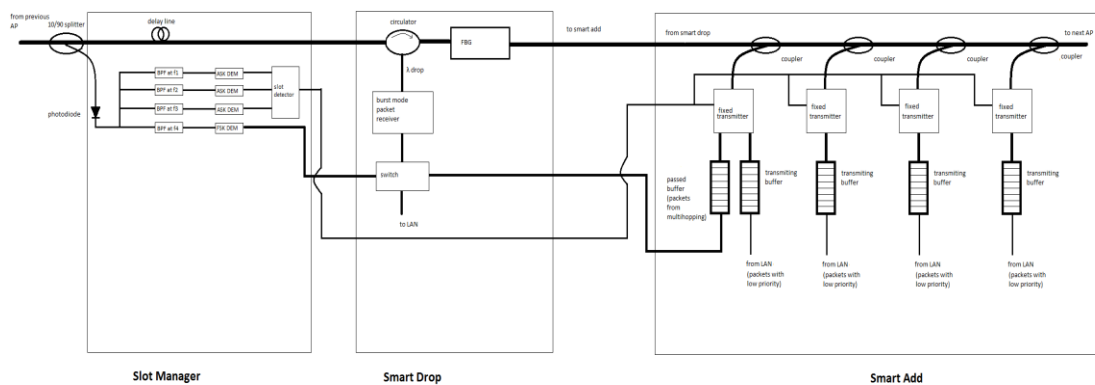 from previous
AP
10/90 splitter
delay line
circulator
FBG
to smart add
from smart drop
to next AP
coupler
coupler
coupler
coupler
λ drop
BPF at f1
ASK DEM
BPF at f2
ASK DEM
BPF at f3
ASK DEM
BPF at f4
FSK DEM
slot
detector
photodiode
burst mode
packet
receiver
fixed
transmitter
fixed
transmitter
fixed
transmitter
fixed
transmitter
switch
to LAN
passed
buffer
(packets
from
multihopping)
transmiting
buffer
transmiting
buffer
transmiting
buffer
transmiting
buffer
from LAN
(packets with
low priority)
from LAN
(packets with
low priority)
from LAN
(packets with
low priority)
from LAN
(packets with
low priority)
Slot Manager
Smart Drop
Smart Add